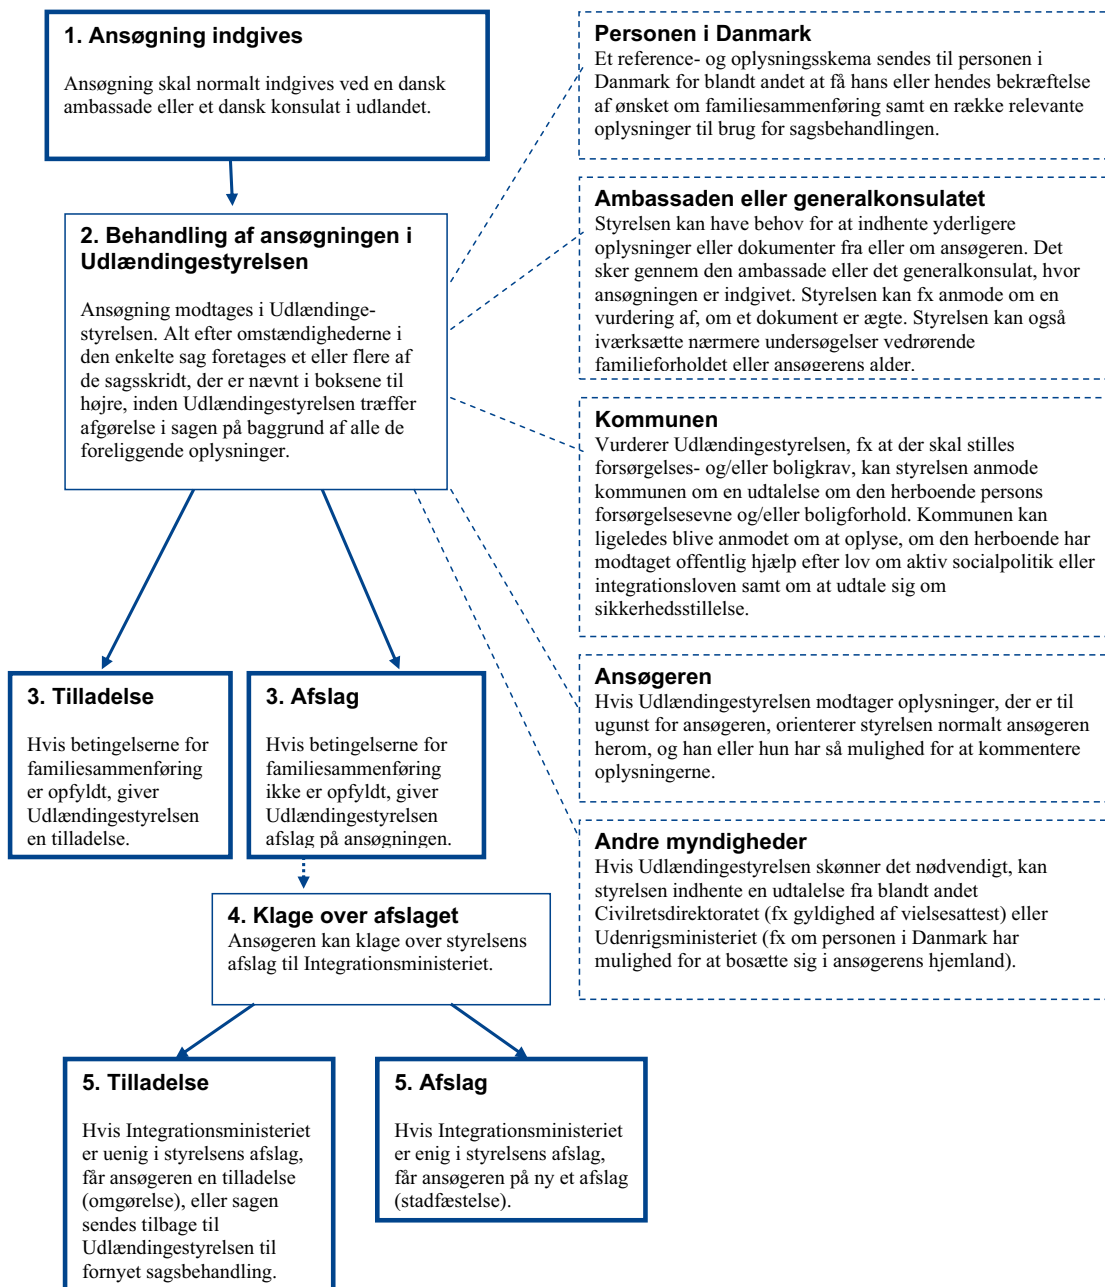 1. Ansøgning indgives
Ansøgning skal normalt indgives ved en dansk
ambassade eller et dansk konsulat i udlandet.
2. Behandling af ansøgningen i
Udlændingestyrelsen
Ansøgning modtages i Udlændinge-
styrelsen. Alt efter omstændighederne i
den enkelte sag foretages et eller flere af
de sagsskridt, der er nævnt i boksene til
højre, inden Udlændingestyrelsen træffer
afgørelse i sagen på baggrund af alle de
foreliggende oplysninger.
Personen i Danmark
Et reference- og oplysningsskema sendes til personen i
Danmark for blandt andet at få hans eller hendes bekræftelse
af ønsket om familiesammenføring samt en række relevante
oplysninger til brug for sagsbehandlingen.
Ambassaden eller generalkonsulatet
Styrelsen kan have behov for at indhente yderligere
oplysninger eller dokumenter fra eller om ansøgeren. Det
sker gennem den ambassade eller det generalkonsulat, hvor
ansøgningen er indgivet. Styrelsen kan fx anmode om en
vurdering af, om et dokument er ægte. Styrelsen kan også
iværksætte nærmere undersøgelser vedrørende
familieforholdet eller ansøgerens alder.
Kommunen
Vurderer Udlændingestyrelsen, fx at der skal stilles
forsørgelses- og/eller boligkrav, kan styrelsen anmode
kommunen om en udtalelse om den herboende persons
forsørgelsesevne og/eller boligforhold. Kommunen kan
ligeledes blive anmodet om at oplyse, om den herboende har
modtaget offentlig hjælp efter lov om aktiv socialpolitik eller
integrationsloven samt om at udtale sig om
sikkerhedsstillelse.
Ansøgeren
Hvis Udlændingestyrelsen modtager oplysninger, der er til
ugunst for ansøgeren, orienterer styrelsen normalt ansøgeren
herom, og han eller hun har så mulighed for at kommentere
oplysningerne.
Andre myndigheder
Hvis Udlændingestyrelsen skønner det nødvendigt, kan
styrelsen indhente en udtalelse fra blandt andet
Civilretsdirektoratet (fx gyldighed af vielsesattest) eller
Udenrigsministeriet (fx om personen i Danmark har
mulighed for at bosætte sig i ansøgerens hjemland).
3. Tilladelse
Hvis betingelserne for
familiesammenføring
er opfyldt, giver
Udlændingestyrelsen
en tilladelse.
3. Afslag
Hvis betingelserne for
familiesammenføring
ikke er opfyldt, giver
Udlændingestyrelsen
afslag på ansøgningen.
4. Klage over afslaget
Ansøgeren kan klage over styrelsens
afslag til Integrationsministeriet.
5. Tilladelse
Hvis Integrationsministeriet
er uenig i styrelsens afslag,
får ansøgeren en tilladelse
(omgørelse), eller sagen
sendes tilbage til
Udlændingestyrelsen til
fornyet sagsbehandling.
5. Afslag
Hvis Integrationsministeriet
er enig i styrelsens afslag,
får ansøgeren på ny et afslag
(stadfæstelse).